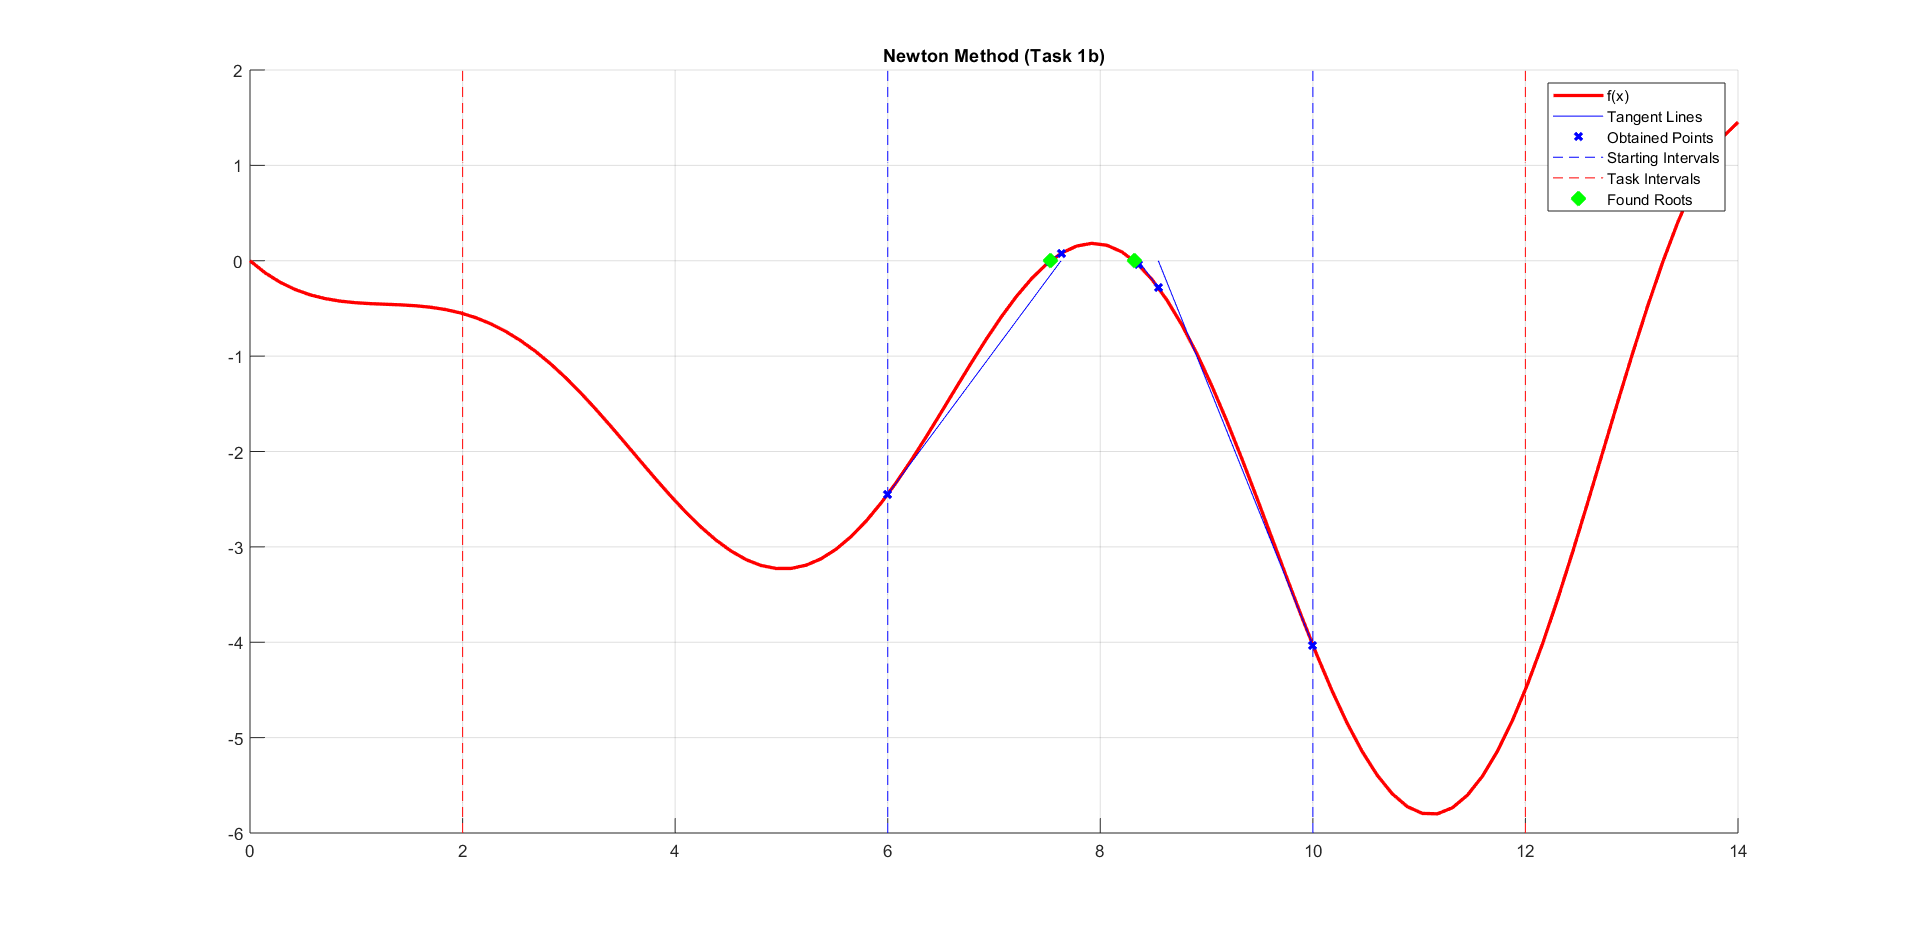 Newton Method (Task 1b)
2
1
0
-1
-2
-3
-4
-5
-6
0 2 4 6 8 10 12 14
f(x)
Tangent Lines
Obtained Points
Starting Intervals
Task Intervals
Found Roots